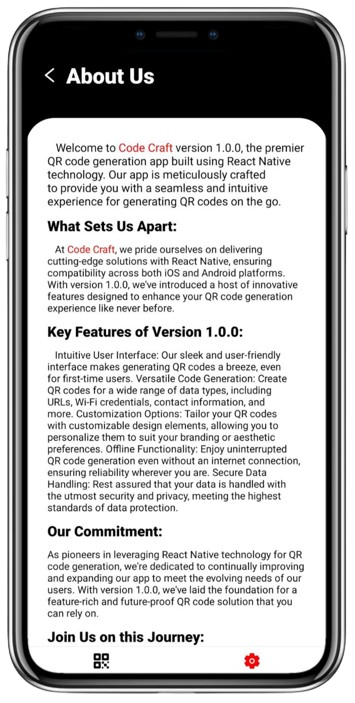 About Us
Welcome to Code Craft version 1.0.0, the premier
QR code generation app built using React Native
technology. Our app is meticulously crafted
to provide you with a seamless and intuitive
experience for generating QR codes on the go.
What Sets Us Apart:
At Code Craft, we pride ourselves on delivering
cutting-edge solutions with React Native, ensuring
compatibility across both iOS and Android platforms.
With version 1.0.0, we've introduced a host of innovative
features designed to enhance your QR code generation
experience like never before.
Key Features of Version 1.0.0:
Intuitive User Interface: Our sleek and user-friendly
interface makes generating QR codes a breeze, even
for first-time users. Versatile Code Generation: Create
QR codes for a wide range of data types, including
URLs, Wi-Fi credentials, contact information, and
more. Customization Options: Tailor your QR codes
with customizable design elements, allowing you to
personalize them to suit your branding or aesthetic
preferences. Offline Functionality: Enjoy uninterrupted
QR code generation even without an internet connection,
ensuring reliability wherever you are. Secure Data
Handling: Rest assured that your data is handled with
the utmost security and privacy, meeting the highest
standards of data protection.
Our Commitment:
As pioneers in leveraging React Native technology for QR
code generation, we're dedicated to continually improving
and expanding our app to meet the evolving needs of our
users. With version 1.0.0, we've laid the foundation for a
feature-rich and future-proof QR code solution that you
can rely on.
Join Us on this Journey: